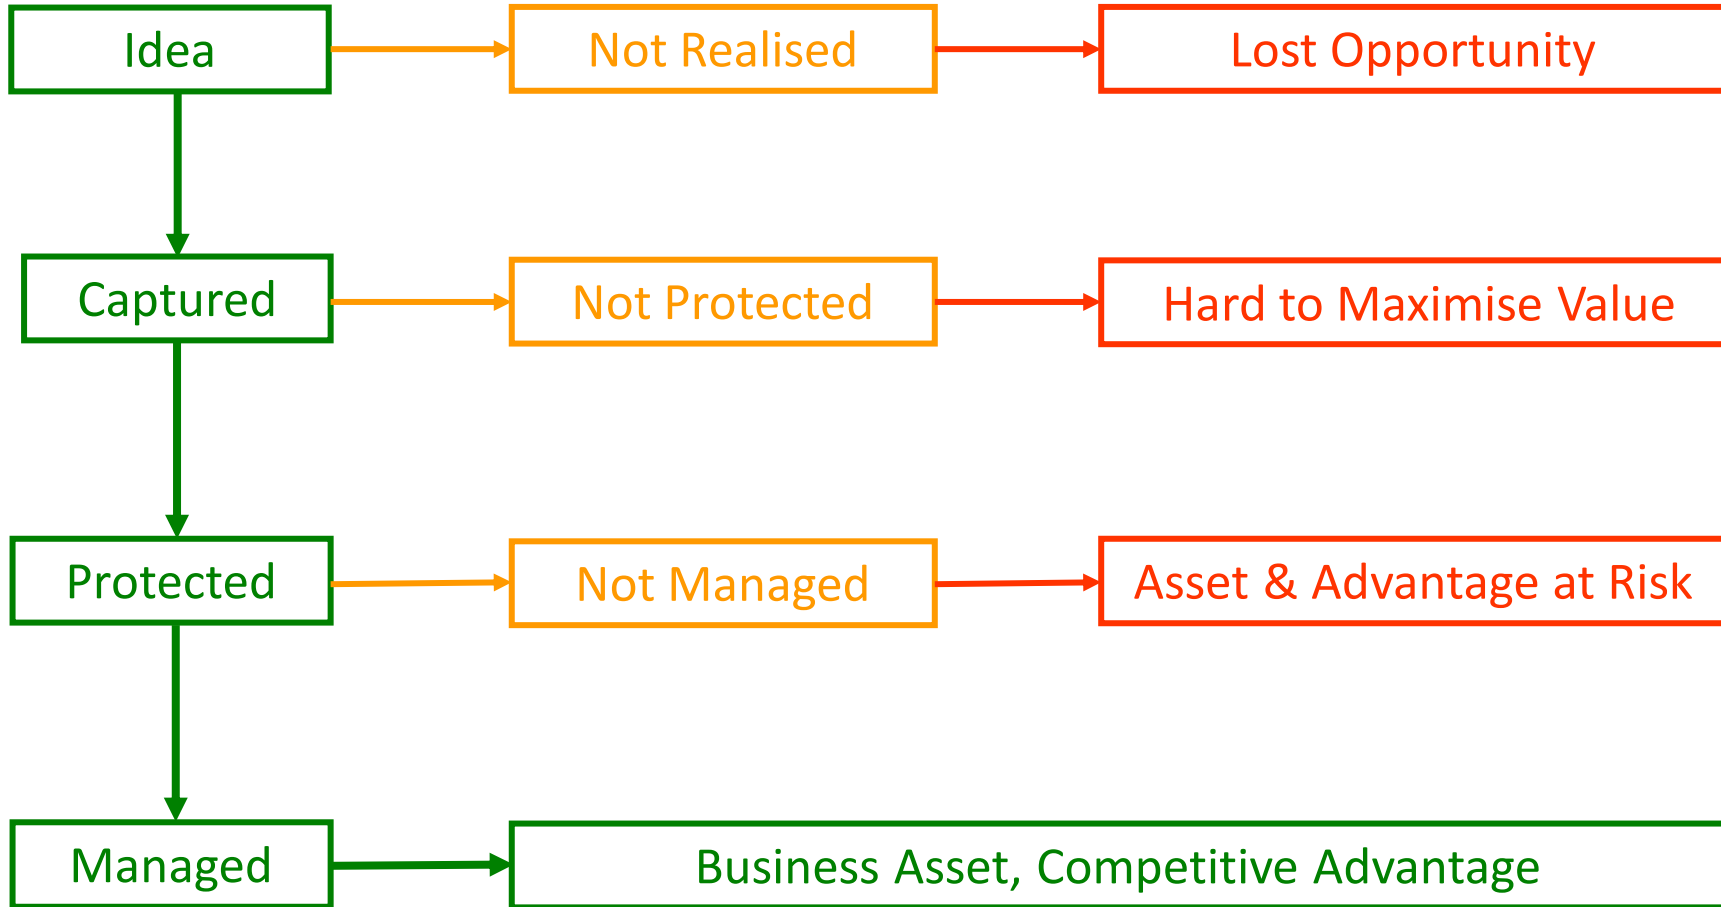 Idea
Not Realised
Lost Opportunity
Captured
Not Protected
Hard to Maximise Value
Protected
Not Managed
Asset & Advantage at Risk
Managed
Business Asset, Competitive Advantage